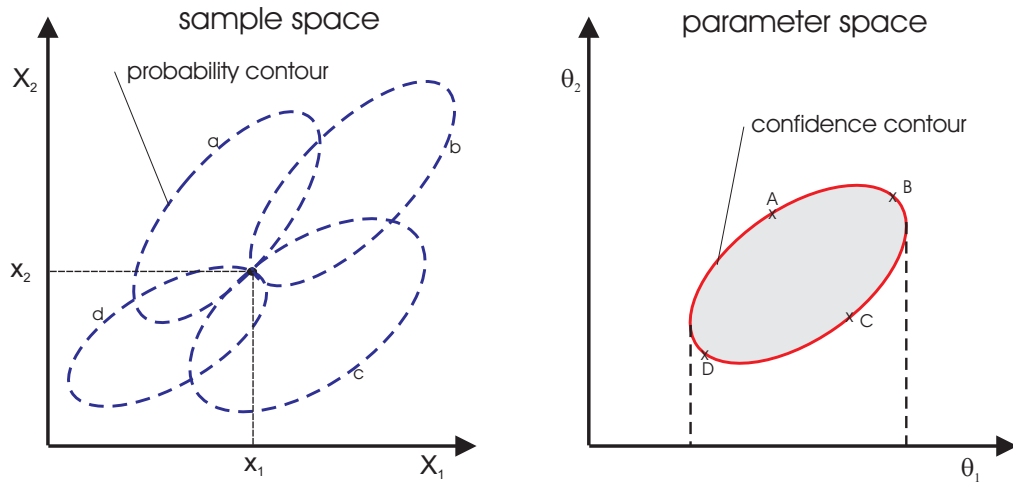 sample space
X₂
probability contour
a
b
x₂
d
c
x₁
X₁
parameter space
θ₂
confidence contour
A
B
C
D
θ₁